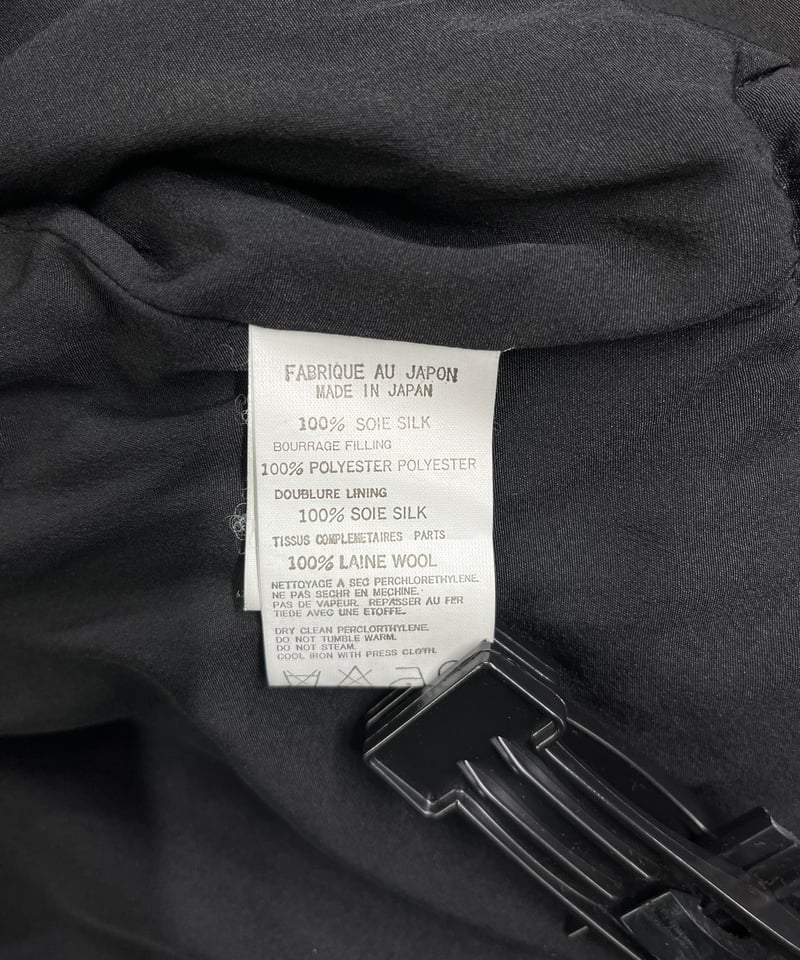 FABRIQUE AU JAPON
MADE IN JAPAN
100% SOIE SILK
BOURRAGE FILLING
100% POLYESTER POLYESTER
DOUBLURE LINING
100% SOIE SILK
TISSUS COMPLEMETAIRES PARTS
100% LAINE WOOL
NETTOYAGE A SEC PERCHLORETHYLENE.
NE PAS SECHR EN MECHINE.
PAS DE VAPEUR. REPASSER AU FER
TIEDE AVEC UNE ETOFFE.
DRY CLEAN PERCLORTHYLENE.
DO NOT TUMBLE WARM.
DO NOT STEAM.
COOL IRON WITH PRESS CLOTH.